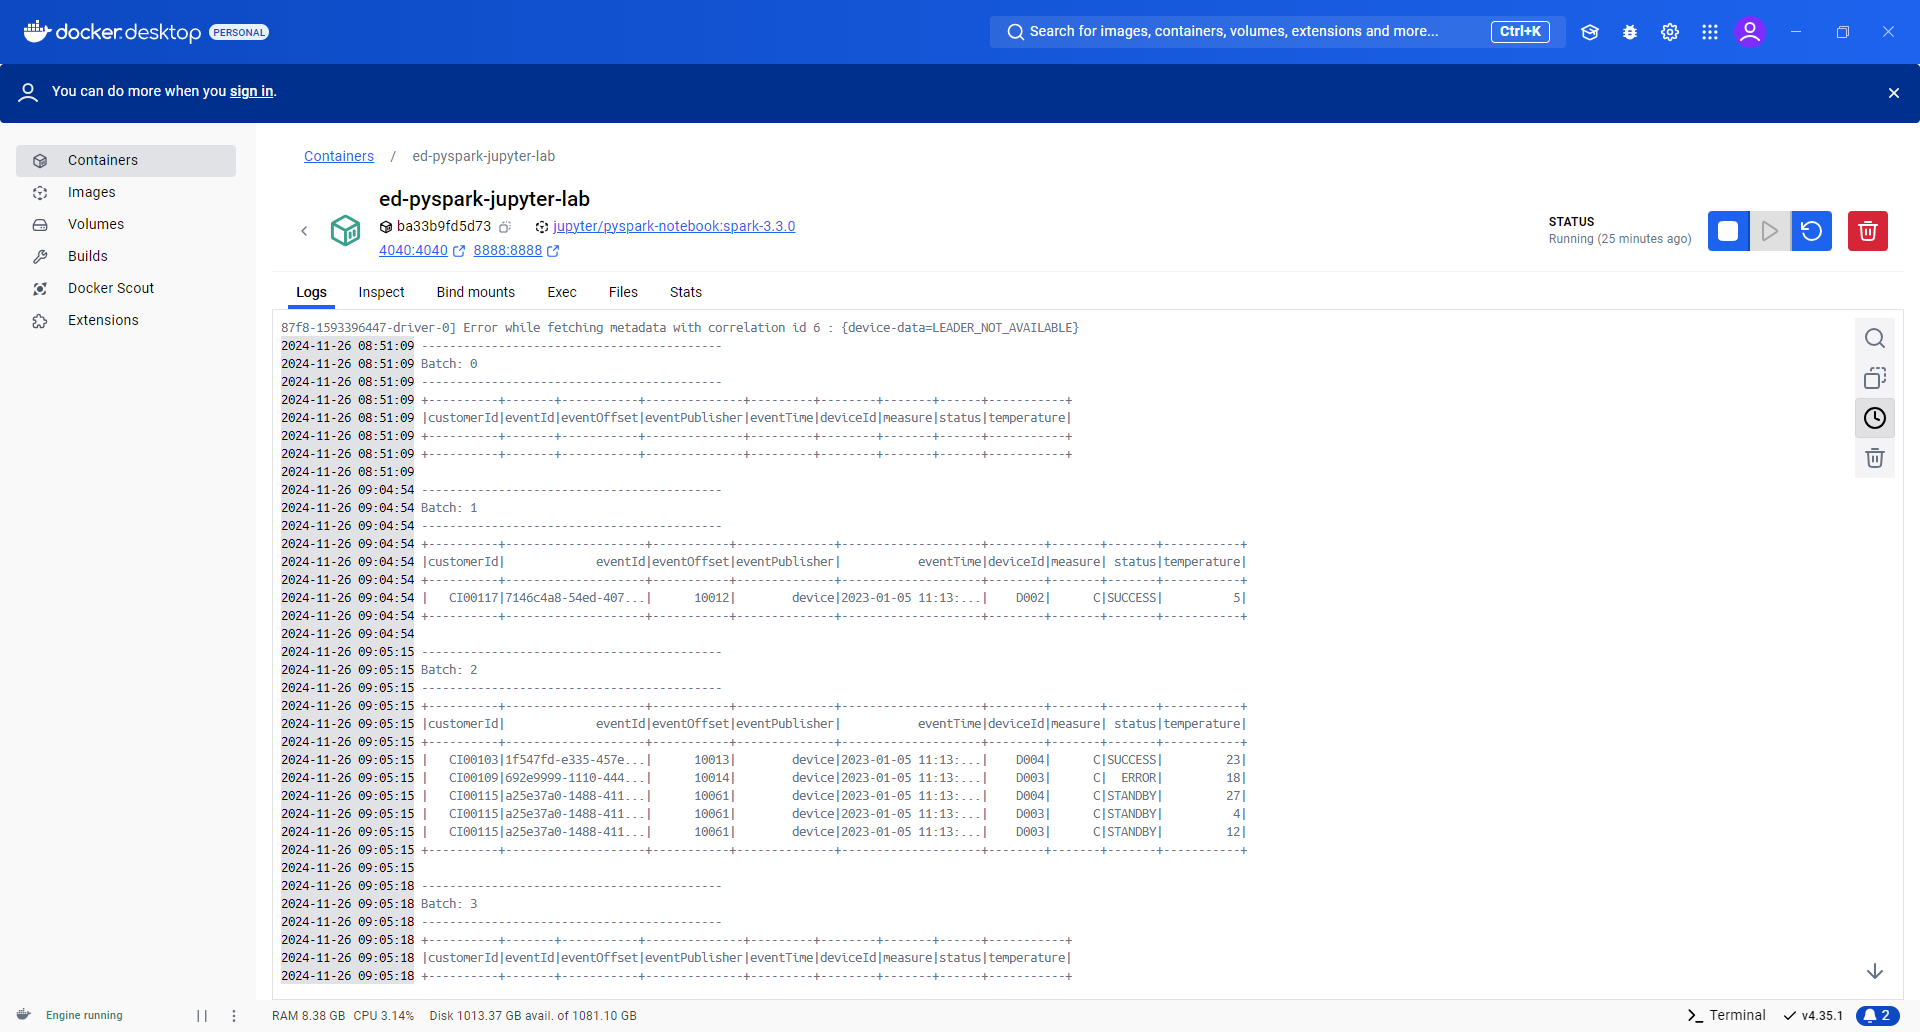 docker.desktop PERSONAL
Search for images, containers, volumes, extensions and more... Ctrl+K
You can do more when you sign in.
Containers
Images
Volumes
Builds
Docker Scout
Extensions
Containers / ed-pyspark-jupyter-lab
ed-pyspark-jupyter-lab
ba33b9fd5d73 jupyter/pyspark-notebook:spark-3.3.0
4040:4040 8888:8888
STATUS
Running (25 minutes ago)
Logs Inspect Bind mounts Exec Files Stats
87f8-1593396447-driver-0] Error while fetching metadata with correlation id 6 : {device-data=LEADER_NOT_AVAILABLE}
2024-11-26 08:51:09 -------------------------------------------
2024-11-26 08:51:09 Batch: 0
2024-11-26 08:51:09 -------------------------------------------
2024-11-26 08:51:09 +----------+-------+-----------+--------------+---------+--------+-------+------+-----------+
2024-11-26 08:51:09 |customerId|eventId|eventOffset|eventPublisher|eventTime|deviceId|measure|status|temperature|
2024-11-26 08:51:09 +----------+-------+-----------+--------------+---------+--------+-------+------+-----------+
2024-11-26 08:51:09 +----------+-------+-----------+--------------+---------+--------+-------+------+-----------+
2024-11-26 08:51:09
2024-11-26 09:04:54 -------------------------------------------
2024-11-26 09:04:54 Batch: 1
2024-11-26 09:04:54 -------------------------------------------
2024-11-26 09:04:54 +----------+--------------------+-----------+--------------+--------------------+--------+-------+-------+-----------+
2024-11-26 09:04:54 |customerId|             eventId|eventOffset|eventPublisher|           eventTime|deviceId|measure| status|temperature|
2024-11-26 09:04:54 +----------+--------------------+-----------+--------------+--------------------+--------+-------+-------+-----------+
2024-11-26 09:04:54 |   CI00117|7146c4a8-54ed-407...|      10012|        device|2023-01-05 11:13:...|    D002|      C|SUCCESS|          5|
2024-11-26 09:04:54 +----------+--------------------+-----------+--------------+--------------------+--------+-------+-------+-----------+
2024-11-26 09:04:54
2024-11-26 09:05:15 -------------------------------------------
2024-11-26 09:05:15 Batch: 2
2024-11-26 09:05:15 -------------------------------------------
2024-11-26 09:05:15 +----------+--------------------+-----------+--------------+--------------------+--------+-------+-------+-----------+
2024-11-26 09:05:15 |customerId|             eventId|eventOffset|eventPublisher|           eventTime|deviceId|measure| status|temperature|
2024-11-26 09:05:15 +----------+--------------------+-----------+--------------+--------------------+--------+-------+-------+-----------+
2024-11-26 09:05:15 |   CI00103|1f547fd-e335-457e...|      10013|        device|2023-01-05 11:13:...|    D004|      C|SUCCESS|         23|
2024-11-26 09:05:15 |   CI00109|692e9999-1110-444...|      10014|        device|2023-01-05 11:13:...|    D003|      C|  ERROR|         18|
2024-11-26 09:05:15 |   CI00115|a25e37a0-1488-411...|      10061|        device|2023-01-05 11:13:...|    D004|      C|STANDBY|         27|
2024-11-26 09:05:15 |   CI00115|a25e37a0-1488-411...|      10061|        device|2023-01-05 11:13:...|    D003|      C|STANDBY|          4|
2024-11-26 09:05:15 |   CI00115|a25e37a0-1488-411...|      10061|        device|2023-01-05 11:13:...|    D003|      C|STANDBY|         12|
2024-11-26 09:05:15 +----------+--------------------+-----------+--------------+--------------------+--------+-------+-------+-----------+
2024-11-26 09:05:15
2024-11-26 09:05:18 -------------------------------------------
2024-11-26 09:05:18 Batch: 3
2024-11-26 09:05:18 -------------------------------------------
2024-11-26 09:05:18 +----------+-------+-----------+--------------+---------+--------+-------+------+-----------+
2024-11-26 09:05:18 |customerId|eventId|eventOffset|eventPublisher|eventTime|deviceId|measure|status|temperature|
2024-11-26 09:05:18 +----------+-------+-----------+--------------+---------+--------+-------+------+-----------+
Engine running RAM 8.38 GB CPU 3.14% Disk 1013.37 GB avail. of 1081.10 GB Terminal v4.35.1 2